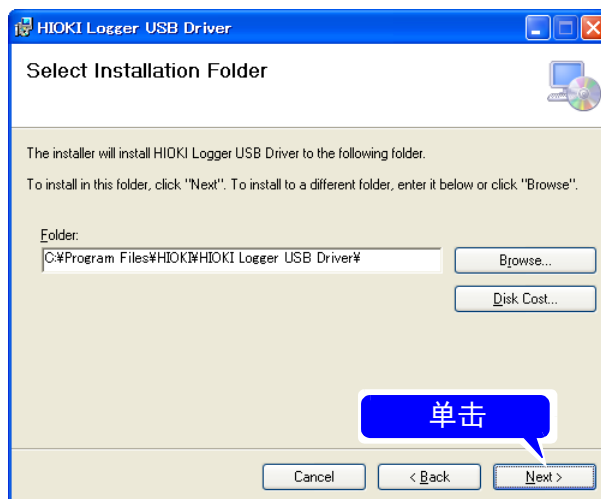 HIOKI Logger USB Driver
Select Installation Folder
The installer will install HIOKI Logger USB Driver to the following folder.
To install in this folder, click "Next". To install to a different folder, enter it below or click "Browse".
Folder:
C:¥Program Files¥HIOKI¥HIOKI Logger USB Driver¥
Browse...
Disk Cost...
单击
Cancel
< Back
Next >